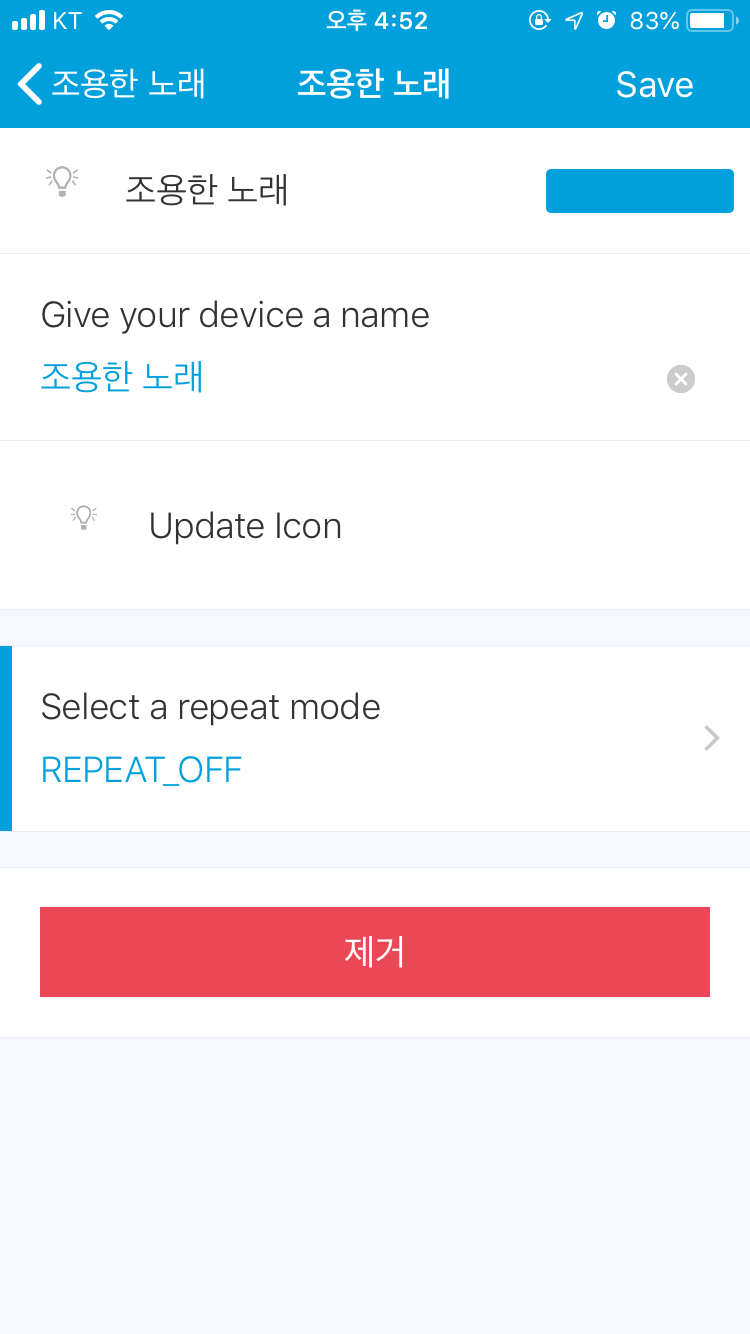 KT 오후 4:52 83%
조용한 노래 조용한 노래 Save
조용한 노래
Give your device a name
조용한 노래
Update Icon
Select a repeat mode
REPEAT_OFF
제거